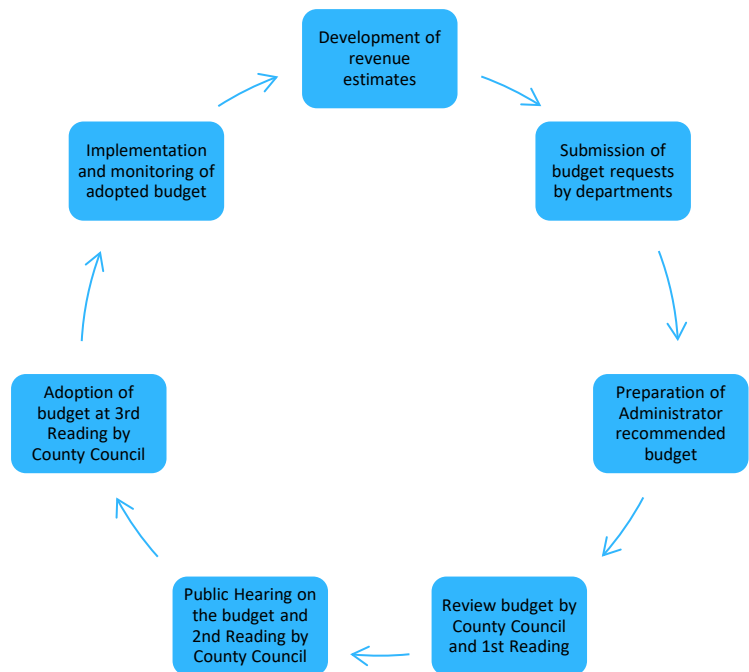 Development of
revenue
estimates
Submission of
budget requests
by departments
Preparation of
Administrator
recommended
budget
Review budget by
County Council
and 1st Reading
Public Hearing on
the budget and
2nd Reading by
County Council
Adoption of
budget at 3rd
Reading by
County Council
Implementation
and monitoring of
adopted budget